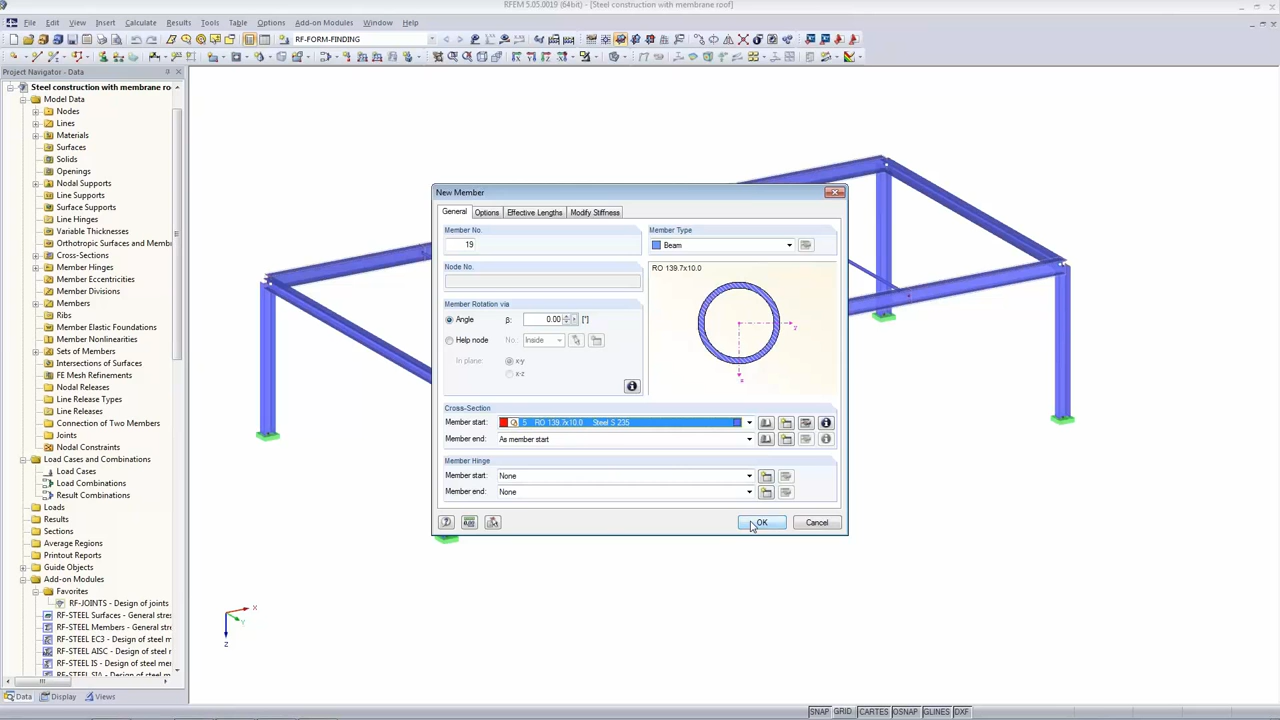 RFEM 5.05.0019 (64bit) - [Steel construction with membrane roof]
File Edit View Insert Calculate Results Tools Table Options Add-on Modules Window Help
RF-FORM-FINDING
Project Navigator - Data
Steel construction with membrane roo
Model Data
Nodes
Lines
Materials
Surfaces
Solids
Openings
Nodal Supports
Line Supports
Surface Supports
Line Hinges
Variable Thicknesses
Orthotropic Surfaces and Membr
Cross-Sections
Member Hinges
Member Eccentricities
Member Divisions
Members
Ribs
Member Elastic Foundations
Member Nonlinearities
Sets of Members
Intersections of Surfaces
FE Mesh Refinements
Nodal Releases
Line Release Types
Line Releases
Connection of Two Members
Joints
Nodal Constraints
Load Cases and Combinations
Load Cases
Load Combinations
Result Combinations
Loads
Results
Sections
Average Regions
Printout Reports
Guide Objects
Add-on Modules
Favorites
RF-JOINTS - Design of joints
RF-STEEL Surfaces - General stres
RF-STEEL Members - General stre
RF-STEEL EC3 - Design of steel m
RF-STEEL AISC - Design of steel r
RF-STEEL IS - Design of steel mer
RF-STEEL SIA - Design of steel m
Data Display Views
New Member
General Options Effective Lengths Modify Stiffness
Member No.
19
Member Type
Beam
Node No.
RO 139.7x10.0
Member Rotation via
Angle β: 0.00 [°]
Help node No.: Inside
In plane: x-y
x-z
z
Cross-Section
Member start: 5 RO 139.7x10.0 Steel S 235
Member end: As member start
Member Hinge
Member start: None
Member end: None
OK Cancel
X
Y
Z
SNAP GRID CARTES OSNAP GLINES DXF